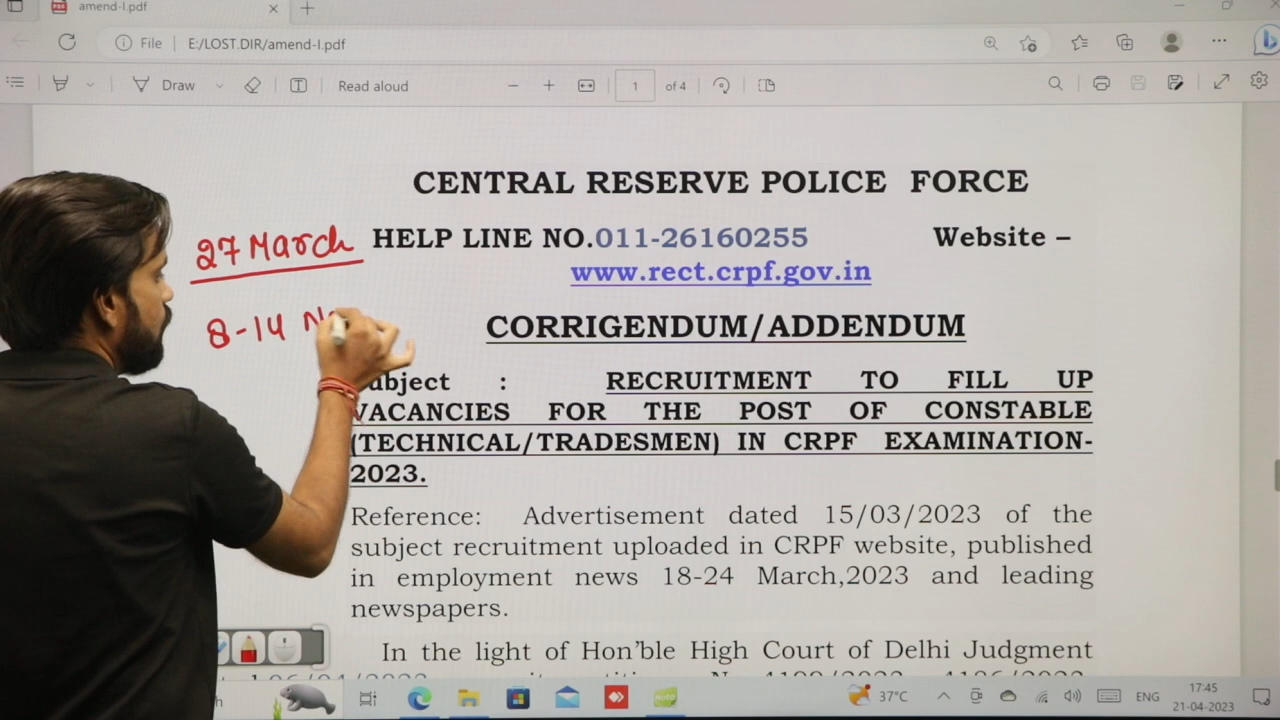 amend-I.pdf
File
E:/LOST.DIR/amend-I.pdf
Draw
Read aloud
1
of 4
CENTRAL RESERVE POLICE FORCE
27 March
HELP LINE NO.011-26160255 Website –
www.rect.crpf.gov.in
8-14
CORRIGENDUM/ADDENDUM
ubject : RECRUITMENT TO FILL UP
VACANCIES FOR THE POST OF CONSTABLE
(TECHNICAL/TRADESMEN) IN CRPF EXAMINATION-
2023.
Reference: Advertisement dated 15/03/2023 of the
subject recruitment uploaded in CRPF website, published
in employment news 18-24 March,2023 and leading
newspapers.
In the light of Hon'ble High Court of Delhi Judgment
37°C
ENG
17:45
21-04-2023